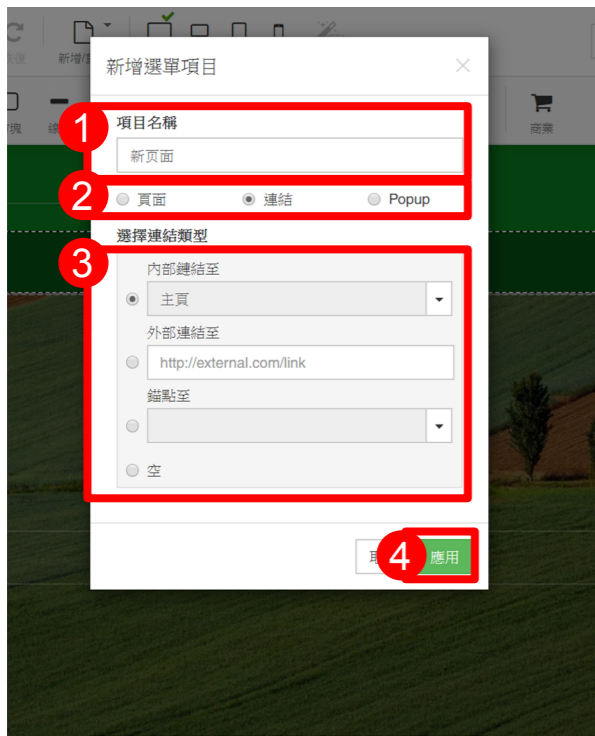 新增/
新增選單項目
商業
1
項目名稱
新页面
2
頁面 連結 Popup
選擇連結類型
3
內部鏈結至
主頁
外部連結至
http://external.com/link
錨點至
空
4
應用